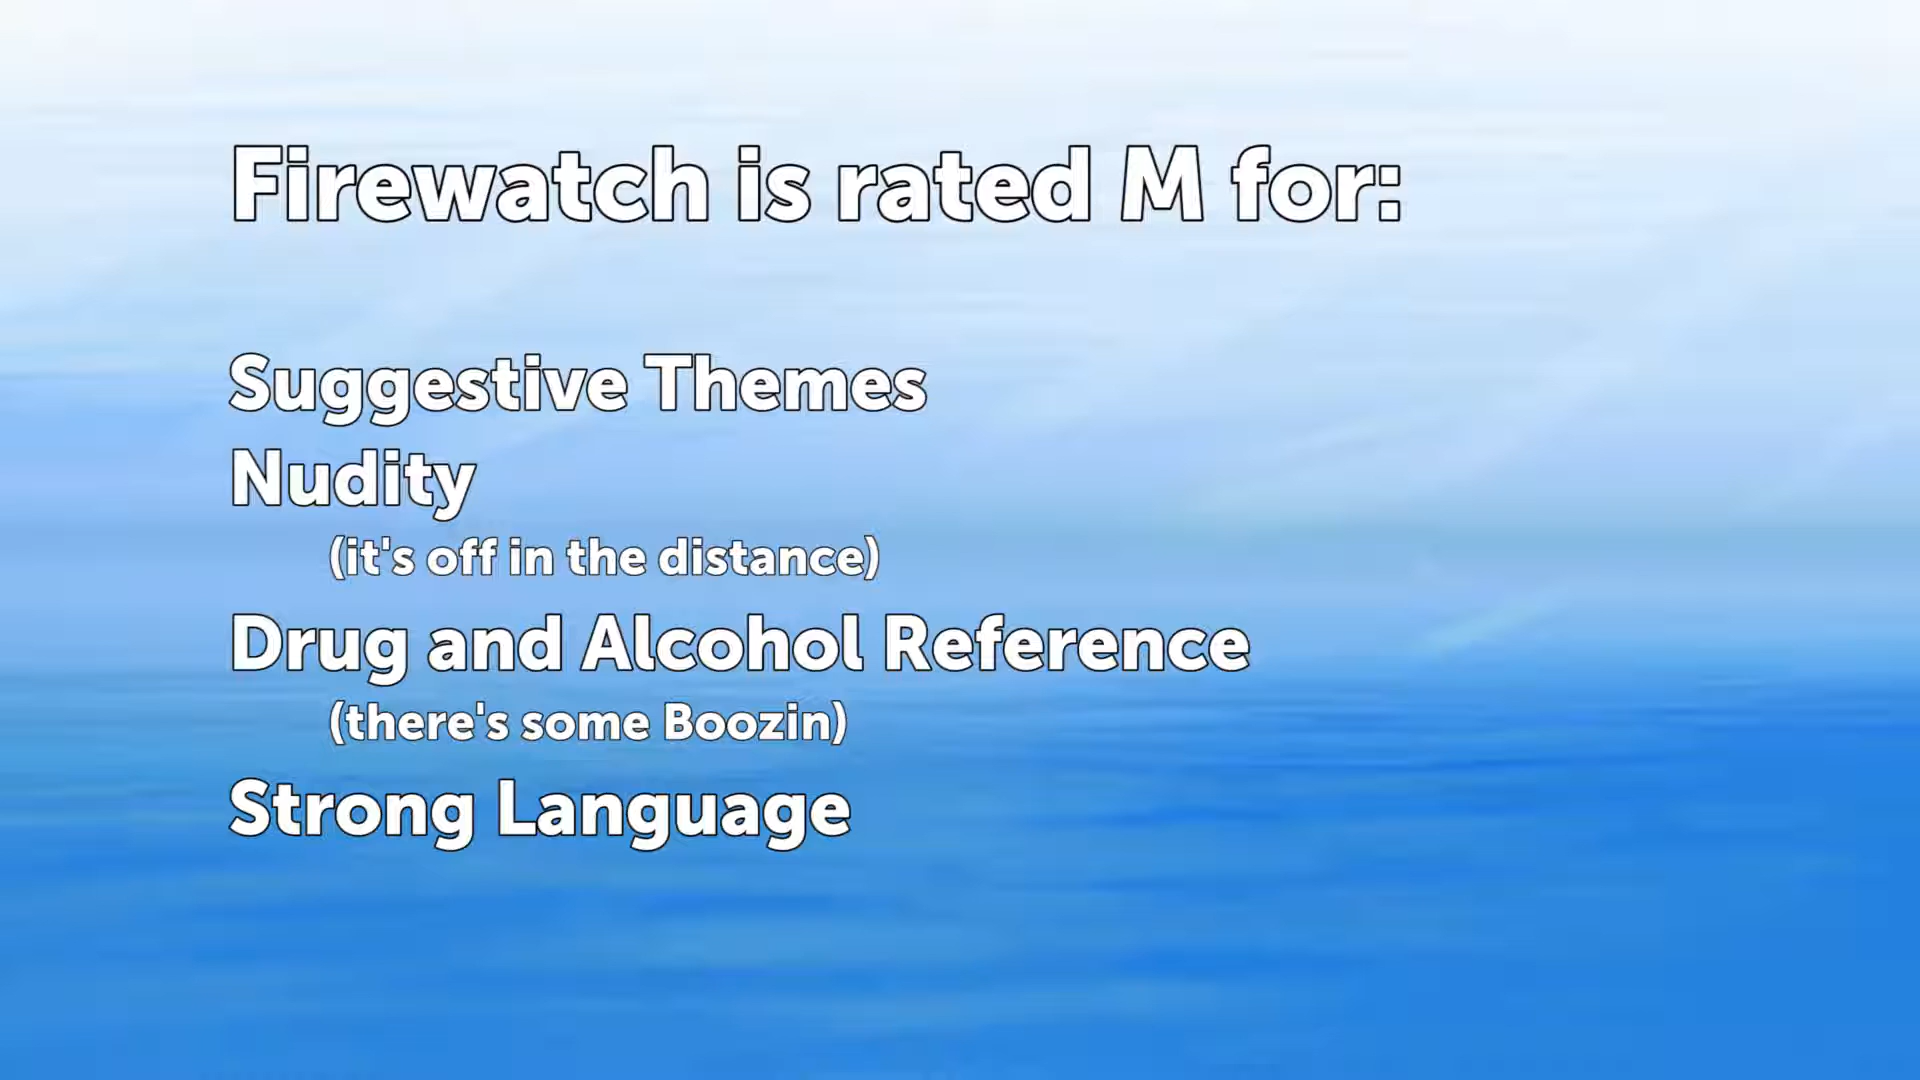 Firewatch is rated M for:
Suggestive Themes
Nudity
(it's off in the distance)
Drug and Alcohol Reference
(there's some Boozin)
Strong Language